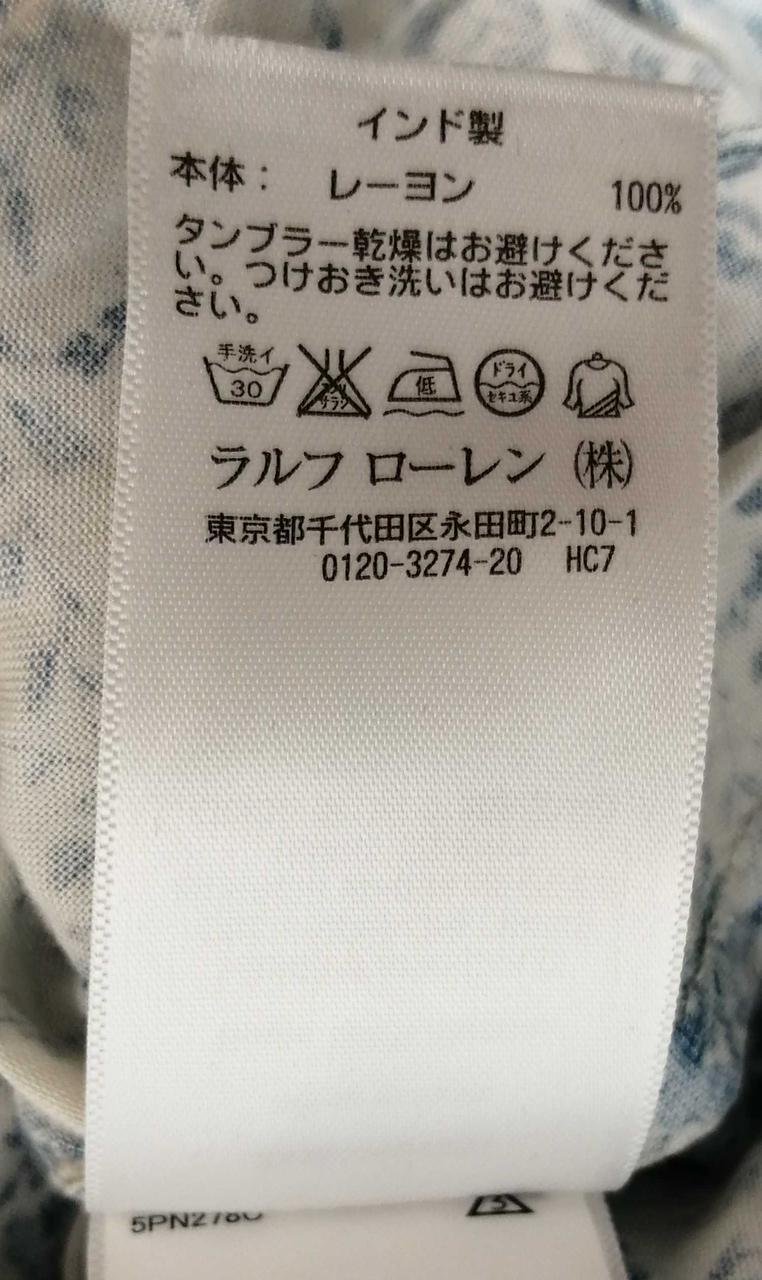 インド製
本体： レーヨン 100%
タンブラー乾燥はお避けくださ
い。つけおき洗いはお避けくだ
さい。
手洗イ
30
低
ドライ
セキユ系
ラルフ ローレン (株)
東京都千代田区永田町2-10-1
0120-3274-20 HC7